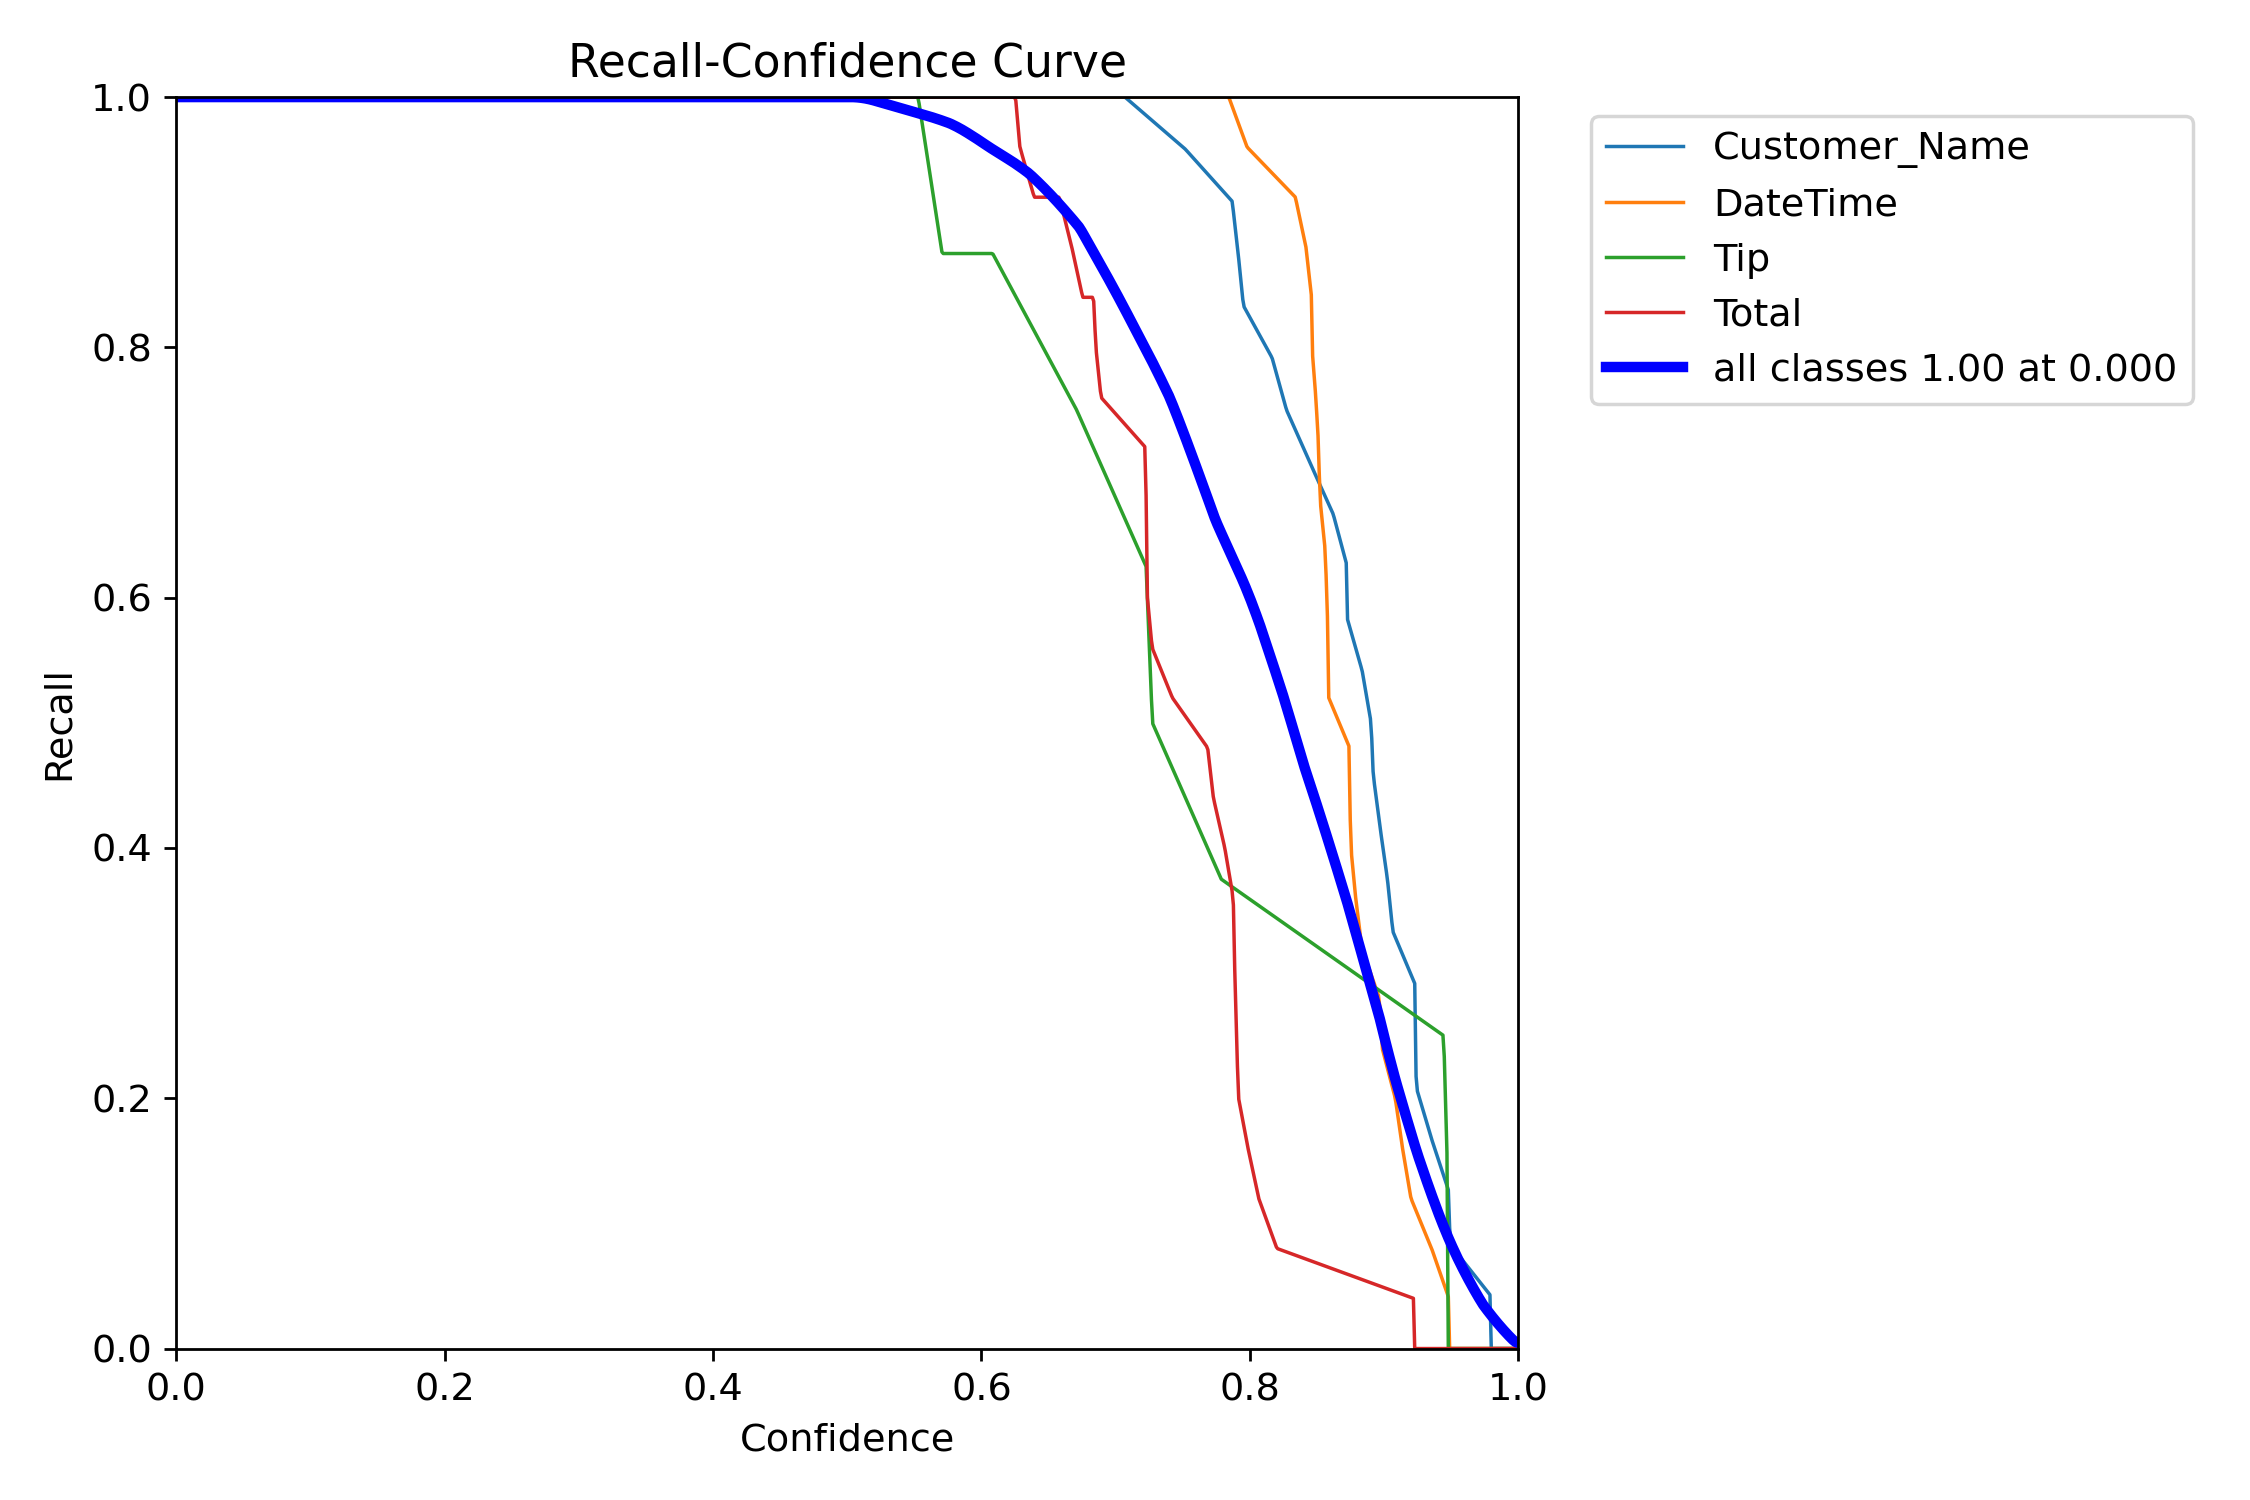 Recall-Confidence Curve
1.0
0.8
0.6
0.4
0.2
0.0
Recall
0.0 0.2 0.4 0.6 0.8 1.0
Confidence
Customer_Name
DateTime
Tip
Total
all classes 1.00 at 0.000